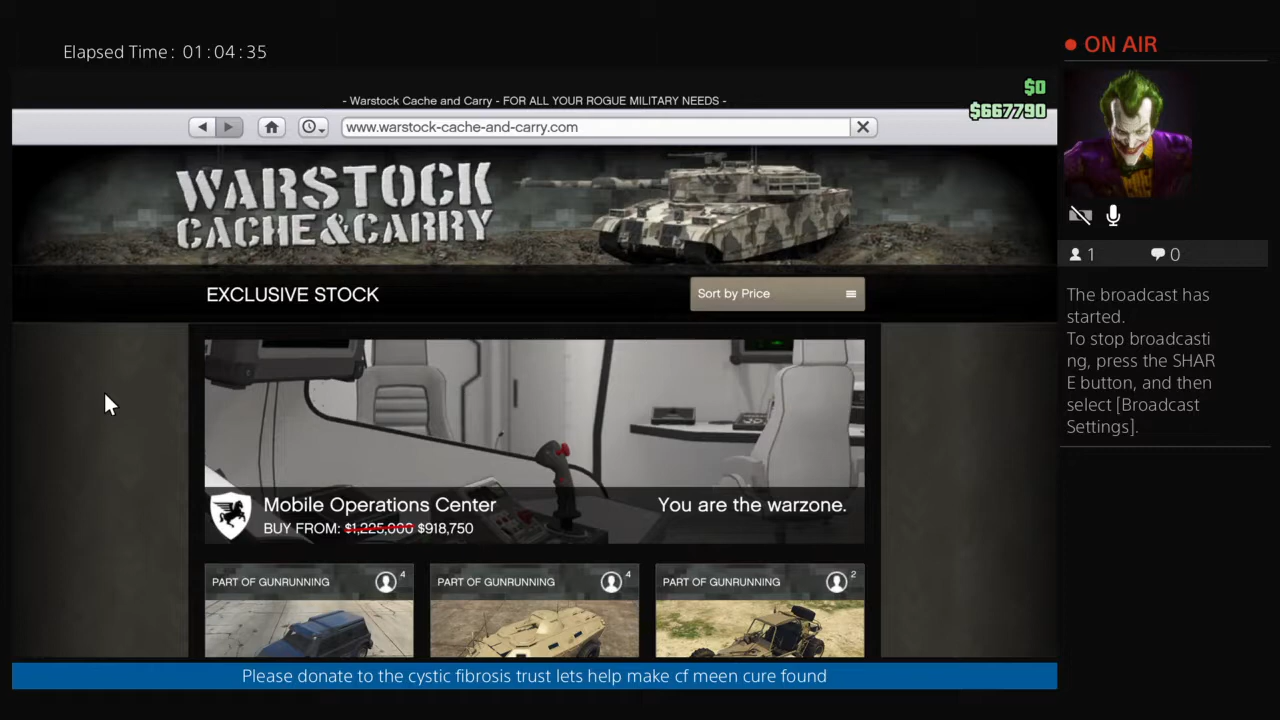 Elapsed Time: 01:04:35
ON AIR
$0
$667790
- Warstock Cache and Carry - FOR ALL YOUR ROGUE MILITARY NEEDS -
www.warstock-cache-and-carry.com
WARSTOCK
CACHE&CARRY
EXCLUSIVE STOCK
Sort by Price
1 0
The broadcast has
started.
To stop broadcasti
ng, press the SHAR
E button, and then
select [Broadcast
Settings].
Mobile Operations Center
You are the warzone.
BUY FROM: $1,225,000 $918,750
PART OF GUNRUNNING 4
PART OF GUNRUNNING 4
PART OF GUNRUNNING 2
Please donate to the cystic fibrosis trust lets help make cf meen cure found